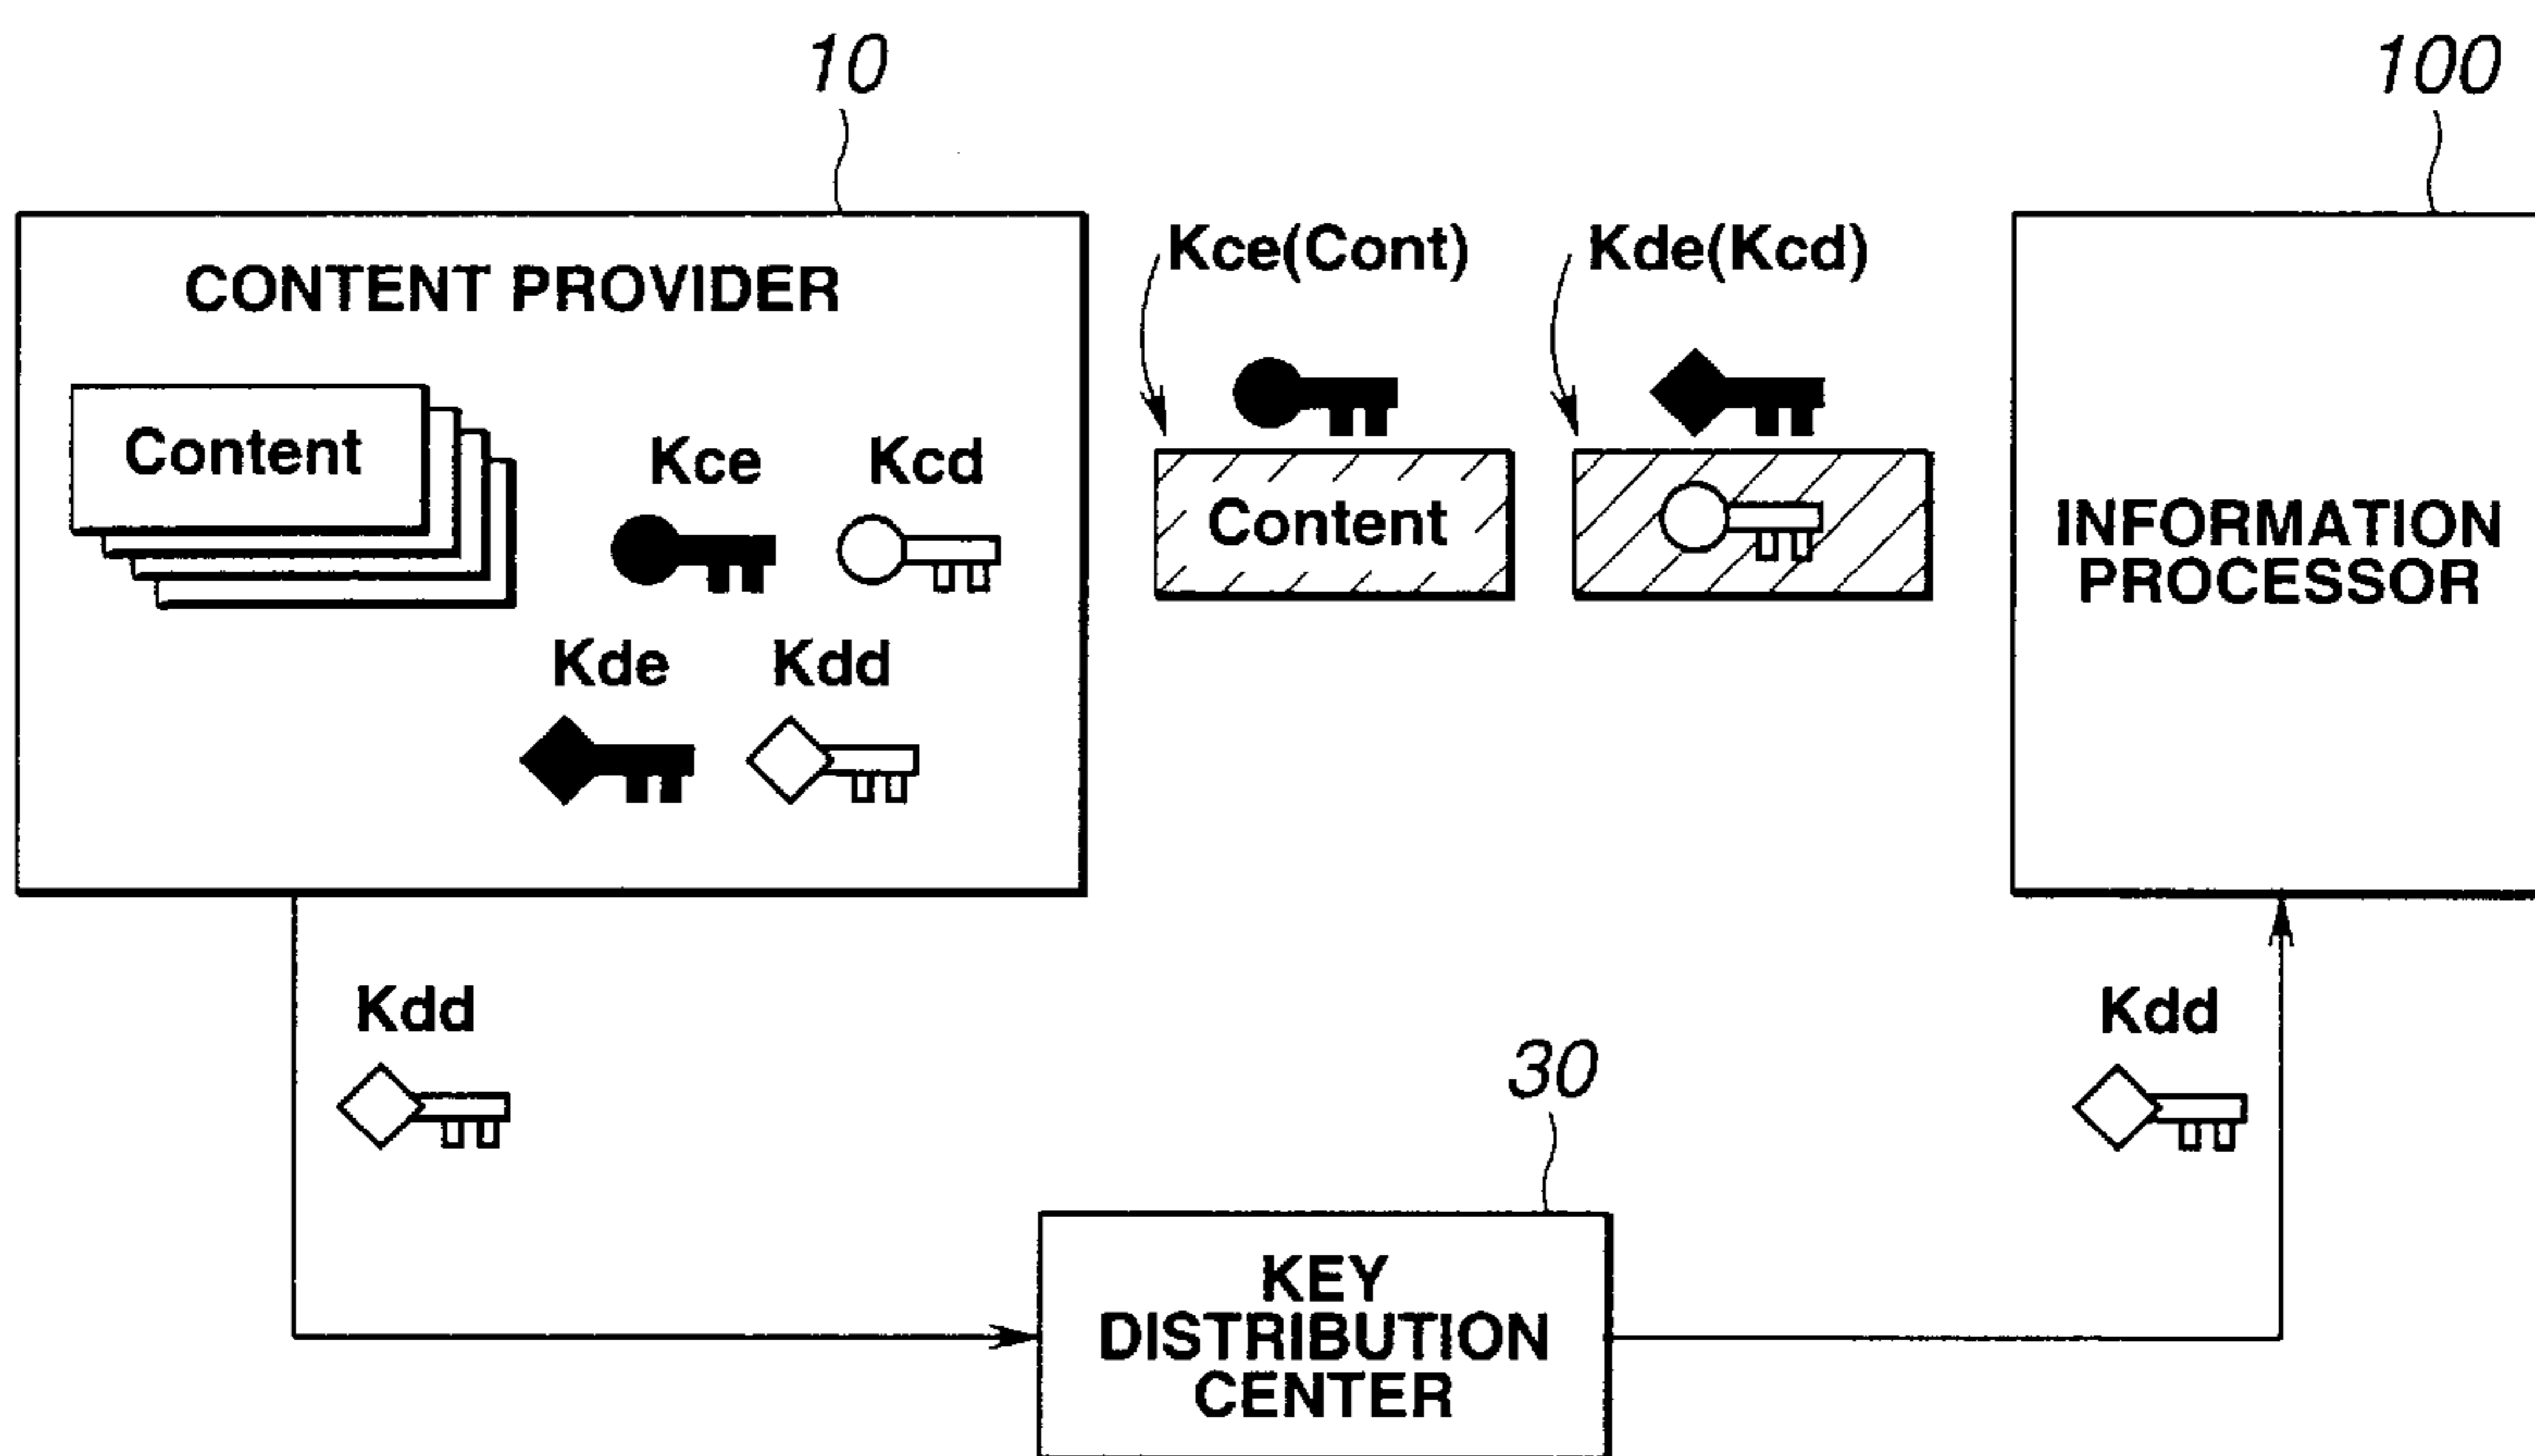 10
100
CONTENT PROVIDER
Kce(Cont)
Kde(Kcd)
Content
Kce
Kcd
Content
INFORMATION
PROCESSOR
Kde
Kdd
Kdd
Kdd
30
KEY
DISTRIBUTION
CENTER